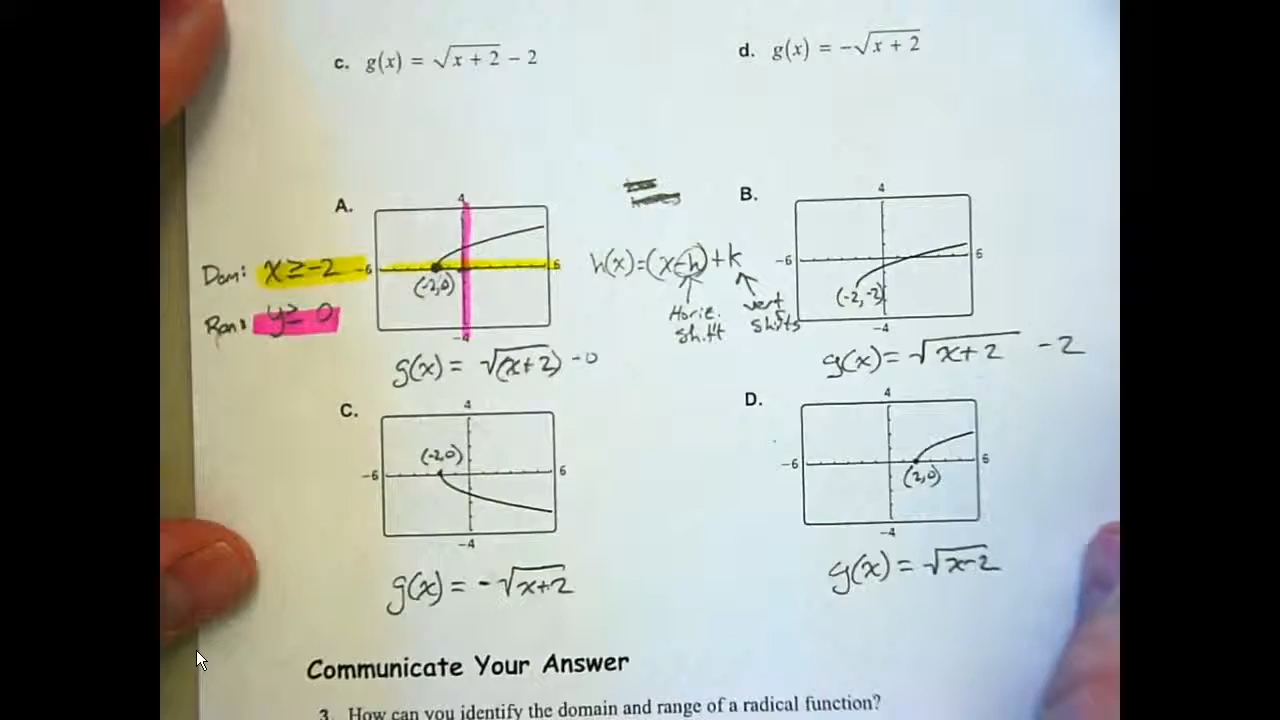 c. g(x) = √(x + 2) − 2
d. g(x) = −√(x + 2)
A.
4
−6
6
−4
(-2,0)
Dom: x ≥ -2
Ran: y ≥ 0
g(x) = √(x+2) -0
h(x)=(x-h)+k
Horiz. shift
vert shifts
B.
4
−6
6
−4
(-2,-2)
g(x) = √x+2 -2
C.
4
−6
6
−4
(-2,0)
g(x) = -√x+2
D.
4
−6
6
−4
(2,0)
g(x) = √x-2
Communicate Your Answer
3. How can you identify the domain and range of a radical function?